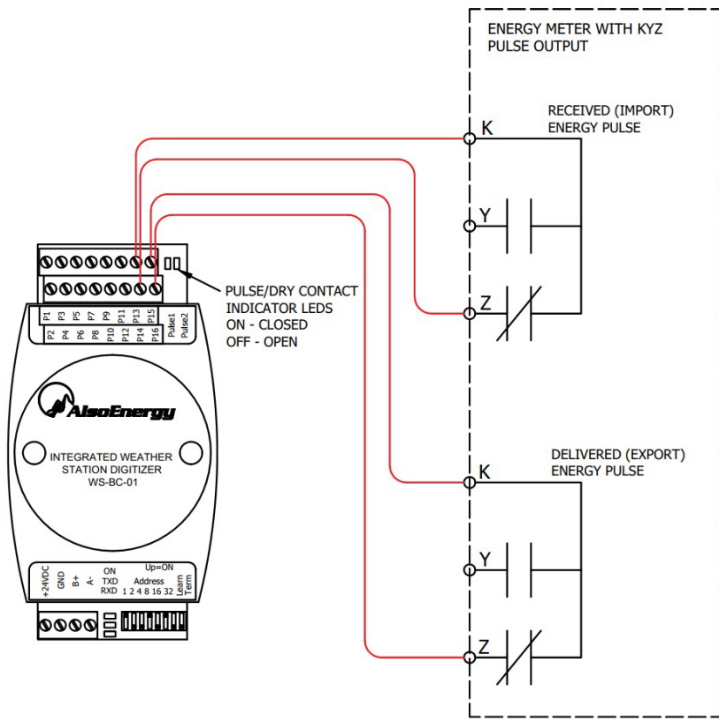 ENERGY METER WITH KYZ
PULSE OUTPUT
RECEIVED (IMPORT)
ENERGY PULSE
K
Y
Z
PULSE/DRY CONTACT
INDICATOR LEDS
ON - CLOSED
OFF - OPEN
P1 P3 P5 P7 P9 P11 P13 P15 Pulse1 Pulse2
P2 P4 P6 P8 P10 P12 P14 P16
AlsoEnergy
INTEGRATED WEATHER
STATION DIGITIZER
WS-BC-01
DELIVERED (EXPORT)
ENERGY PULSE
K
Y
Z
+24VDC GND B+ A-
ON Up=ON
TXD Address
RXD 1 2 4 8 16 32 Learn Term